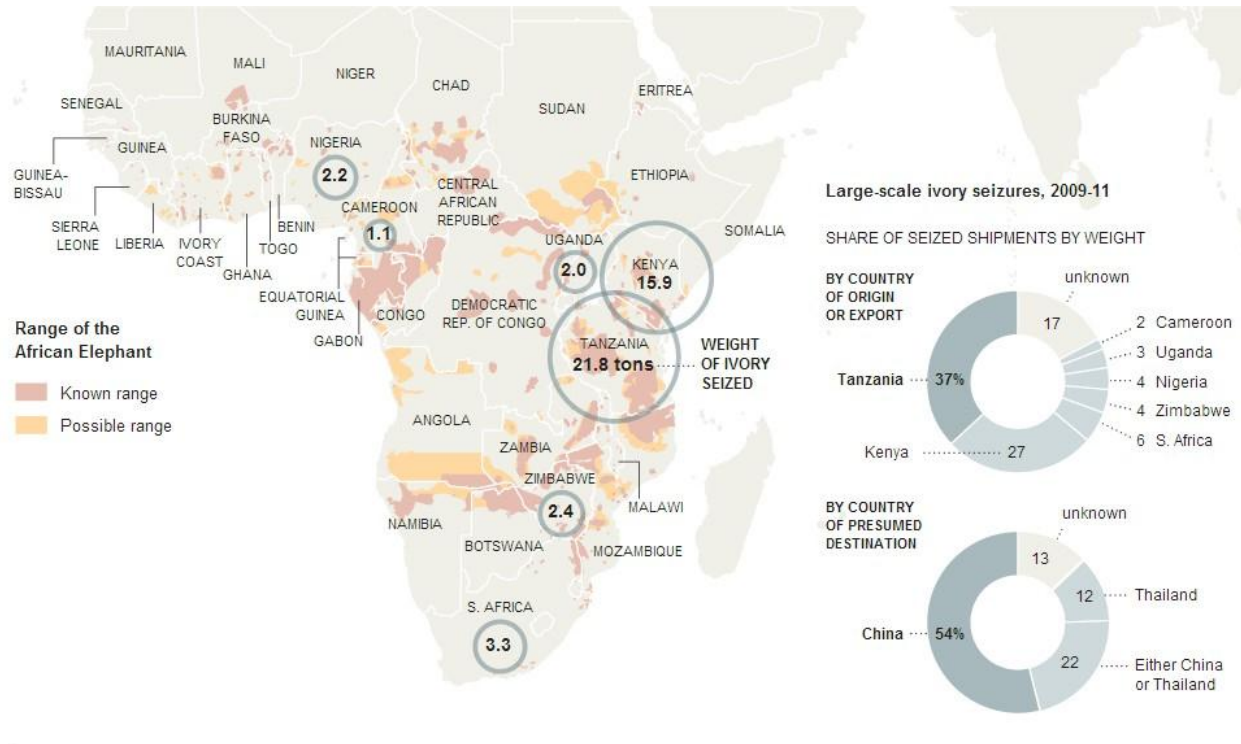 MAURITANIA
MALI
NIGER
CHAD
SUDAN
ERITREA
SENEGAL
BURKINA
FASO
NIGERIA
2.2
GUINEA
GUINEA-
BISSAU
SIERRA
LEONE
LIBERIA
IVORY
COAST
GHANA
TOGO
BENIN
CAMEROON
1.1
CENTRAL
AFRICAN
REPUBLIC
ETHIOPIA
SOMALIA
UGANDA
2.0
KENYA
15.9
EQUATORIAL
GUINEA
GABON
CONGO
DEMOCRATIC
REP. OF CONGO
TANZANIA
21.8 tons
WEIGHT
OF IVORY
SEIZED
Range of the
African Elephant
Known range
Possible range
ANGOLA
ZAMBIA
ZIMBABWE
2.4
MALAWI
NAMIBIA
BOTSWANA
MOZAMBIQUE
S. AFRICA
3.3
Large-scale ivory seizures, 2009-11
SHARE OF SEIZED SHIPMENTS BY WEIGHT
BY COUNTRY
OF ORIGIN
OR EXPORT
unknown
17
2 Cameroon
3 Uganda
4 Nigeria
4 Zimbabwe
6 S. Africa
Tanzania 37%
Kenya 27
BY COUNTRY
OF PRESUMED
DESTINATION
unknown
13
12 Thailand
China 54%
22 Either China
or Thailand